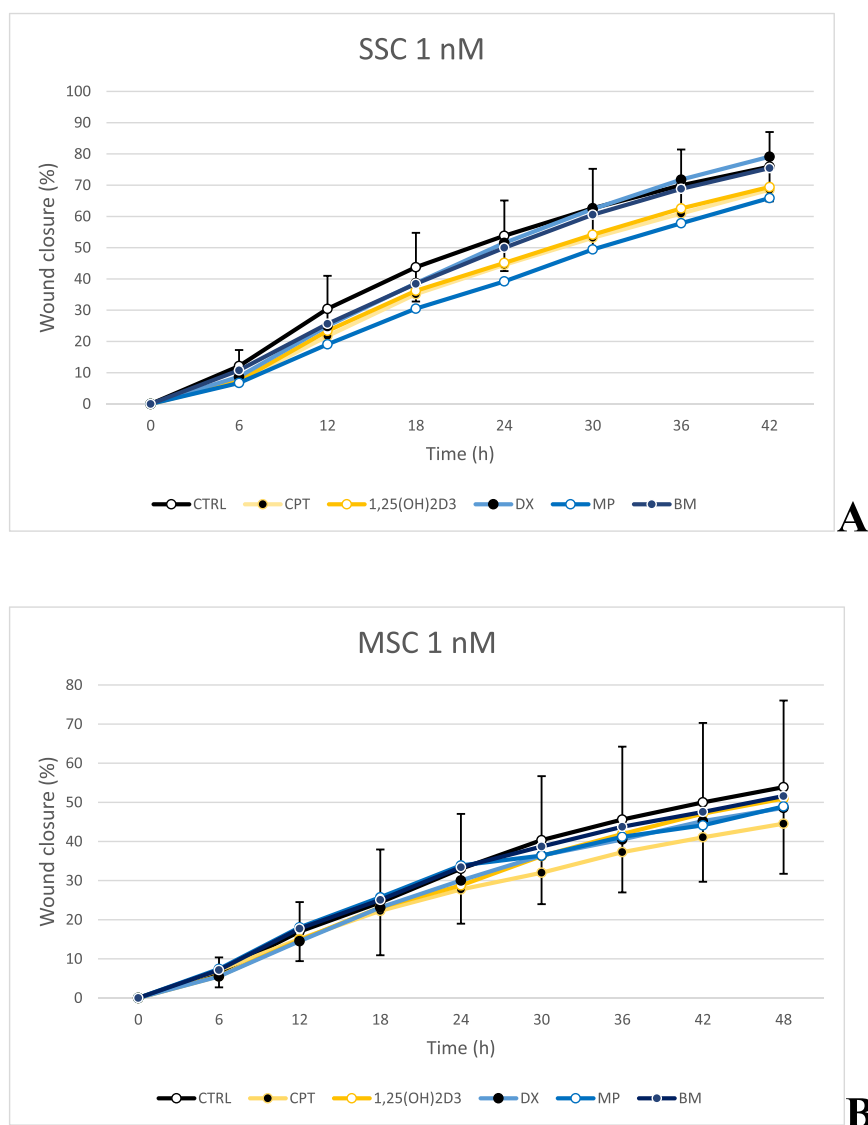 SSC 1 nM
100
90
80
70
60
50
40
30
20
10
0
Wound closure (%)
0 6 12 18 24 30 36 42
Time (h)
CTRL CPT 1,25(OH)2D3 DX MP BM
A
MSC 1 nM
80
70
60
50
40
30
20
10
0
Wound closure (%)
0 6 12 18 24 30 36 42 48
Time (h)
CTRL CPT 1,25(OH)2D3 DX MP BM
B